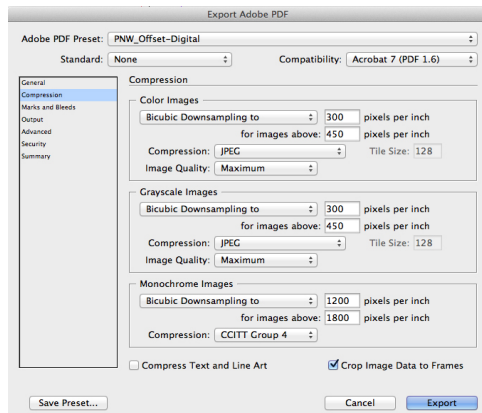 Export Adobe PDF
Adobe PDF Preset: PNW_Offset-Digital
Standard: None Compatibility: Acrobat 7 (PDF 1.6)
General
Compression
Marks and Bleeds
Output
Advanced
Security
Summary
Compression
Color Images
Bicubic Downsampling to 300 pixels per inch
for images above: 450 pixels per inch
Compression: JPEG Tile Size: 128
Image Quality: Maximum
Grayscale Images
Bicubic Downsampling to 300 pixels per inch
for images above: 450 pixels per inch
Compression: JPEG Tile Size: 128
Image Quality: Maximum
Monochrome Images
Bicubic Downsampling to 1200 pixels per inch
for images above: 1800 pixels per inch
Compression: CCITT Group 4
Compress Text and Line Art Crop Image Data to Frames
Save Preset... Cancel Export